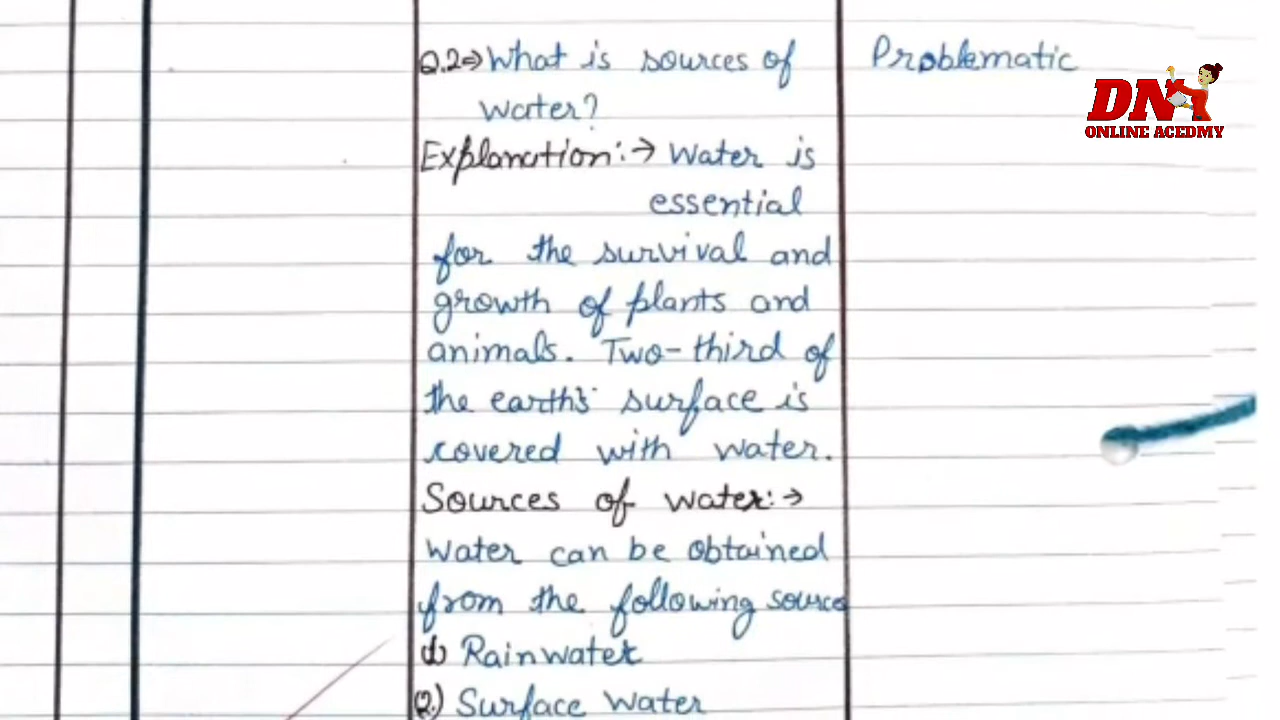 Q.2⇒ What is sources of
water?
Problematic
DN
ONLINE ACEDMY
Explanation:→ Water is
essential
for the survival and
growth of plants and
animals. Two-third of
the earth's surface is
covered with water.
Sources of water:→
Water can be obtained
from the following source
(1) Rainwater
(2.) Surface Water